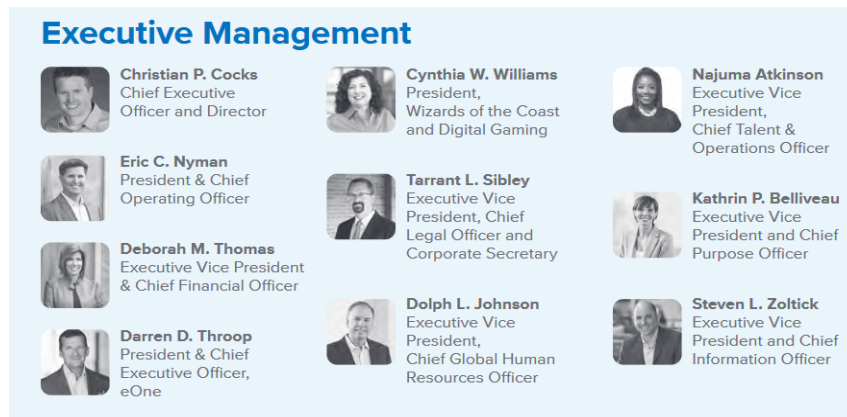 Executive Management
Christian P. Cocks
Chief Executive
Officer and Director
Eric C. Nyman
President & Chief
Operating Officer
Deborah M. Thomas
Executive Vice President
& Chief Financial Officer
Darren D. Throop
President & Chief
Executive Officer,
eOne
Cynthia W. Williams
President,
Wizards of the Coast
and Digital Gaming
Tarrant L. Sibley
Executive Vice
President, Chief
Legal Officer and
Corporate Secretary
Dolph L. Johnson
Executive Vice
President,
Chief Global Human
Resources Officer
Najuma Atkinson
Executive Vice
President,
Chief Talent &
Operations Officer
Kathrin P. Belliveau
Executive Vice
President and Chief
Purpose Officer
Steven L. Zoltick
Executive Vice
President and Chief
Information Officer